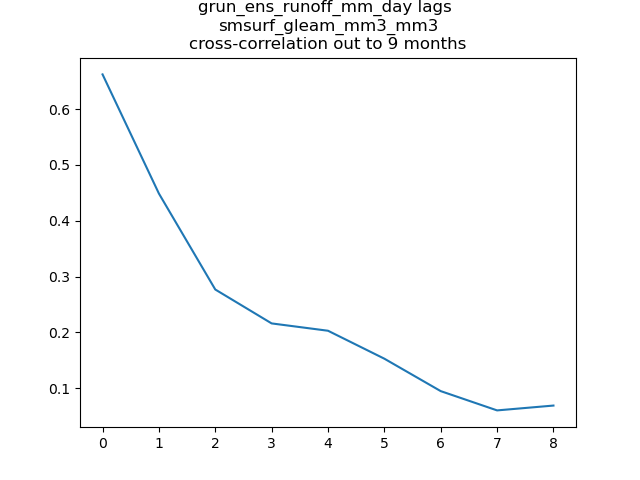 grun_ens_runoff_mm_day lags
smsurf_gleam_mm3_mm3
cross-correlation out to 9 months
0.6
0.5
0.4
0.3
0.2
0.1
0 1 2 3 4 5 6 7 8